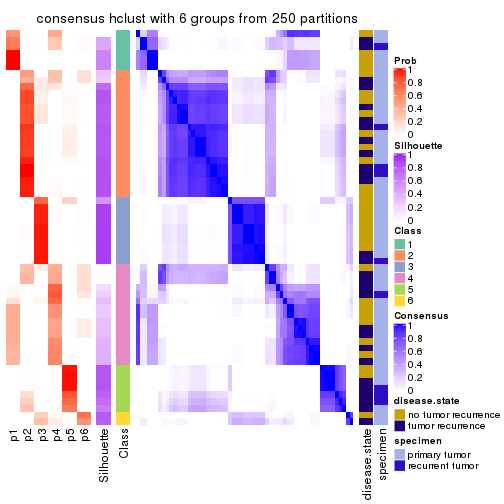 consensus hclust with 6 groups from 250 partitions
p1
p2
p3
p4
p5
p6
Silhouette
Class
disease.state
specimen
Prob
1
0.8
0.6
0.4
0.2
0
Silhouette
1
0.8
0.6
0.4
0.2
0
Class
1
2
3
4
5
6
Consensus
1
0.8
0.6
0.4
0.2
0
disease.state
no tumor recurrence
tumor recurrence
specimen
primary tumor
recurrent tumor